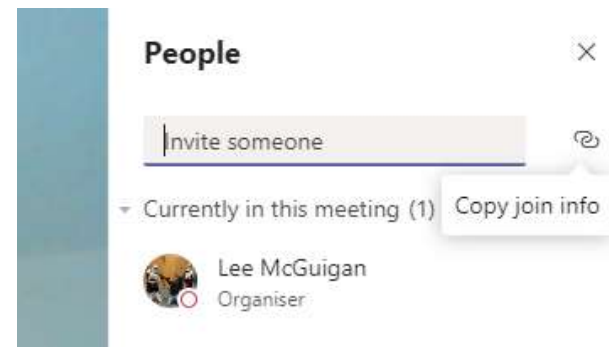 People
Invite someone
Currently in this meeting (1)
Copy join info
Lee McGuigan
Organiser